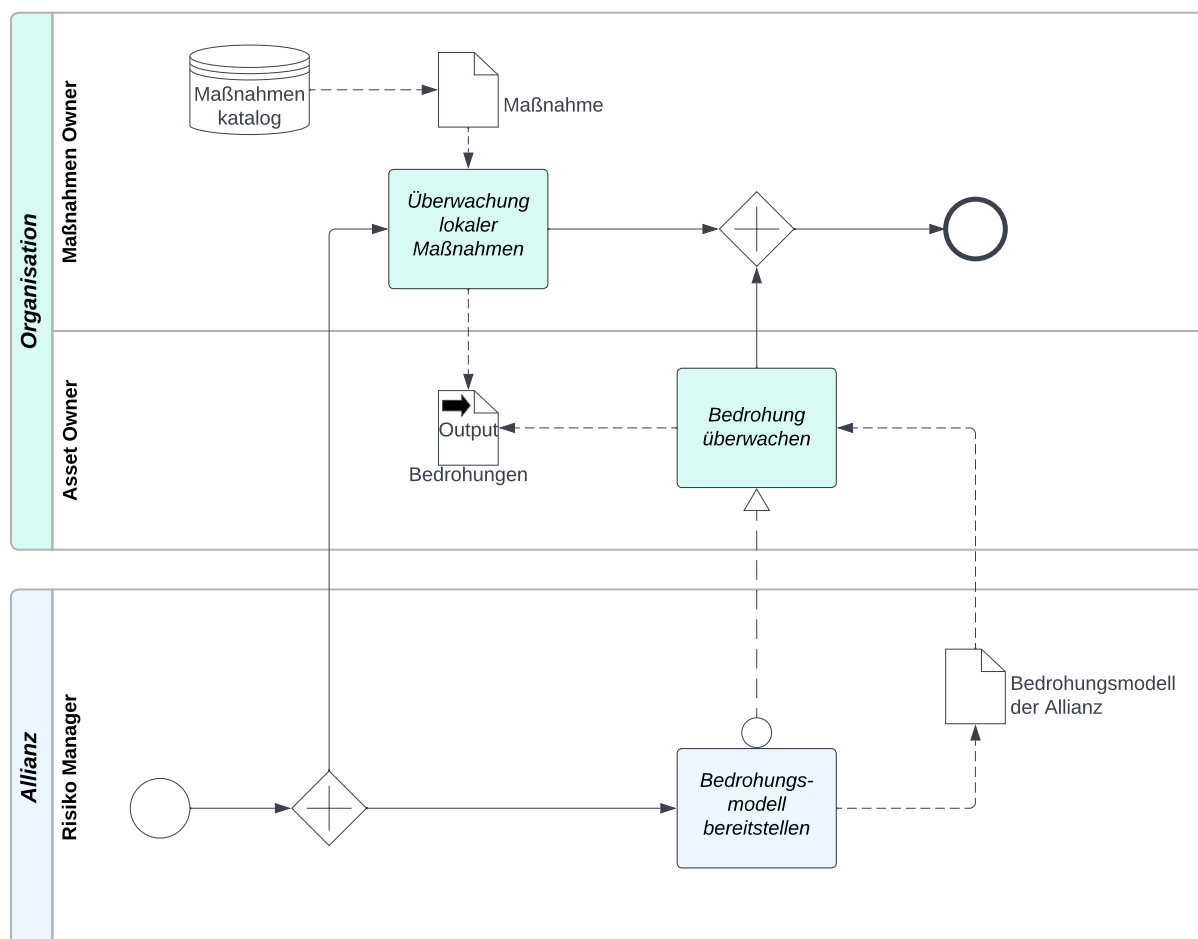 Organisation
Maßnahmen Owner
Maßnahmen
katalog
Maßnahme
Überwachung
lokaler
Maßnahmen
Asset Owner
Output
Bedrohungen
Bedrohung
überwachen
Allianz
Risiko Manager
Bedrohungsmodell
der Allianz
Bedrohungs-
modell
bereitstellen